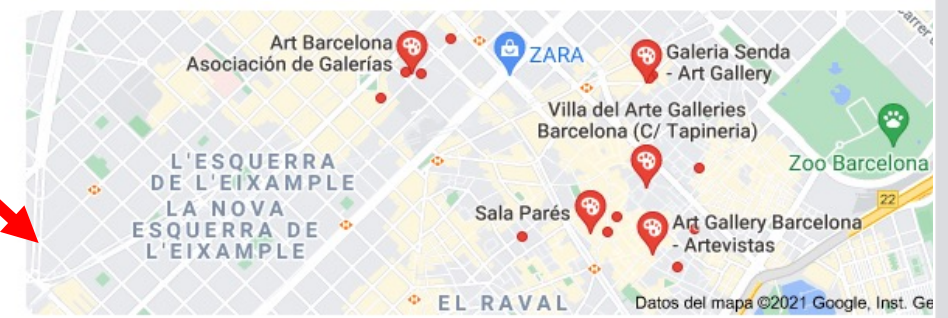 Art Barcelona
Asociación de Galerías
ZARA
Galeria Senda
- Art Gallery
Villa del Arte Galleries
Barcelona (C/ Tapineria)
Zoo Barcelona
L'ESQUERRA
DE L'EIXAMPLE
LA NOVA
ESQUERRA DE
L'EIXAMPLE
Sala Parés
22
Art Gallery Barcelona
- Artevistas
EL RAVAL
Datos del mapa ©2021 Google, Inst. Ge